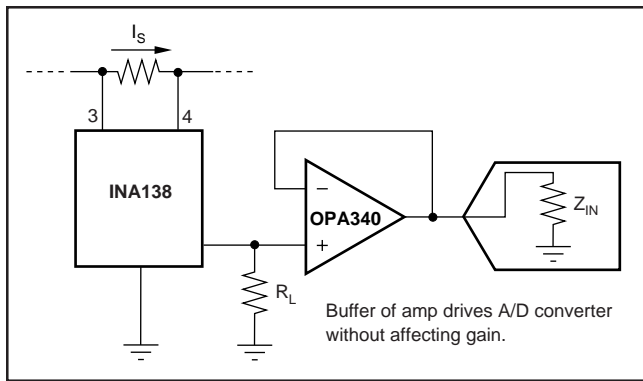 I_S
3
4
INA138
−
OPA340
+
Z_IN
R_L
Buffer of amp drives A/D converter
without affecting gain.